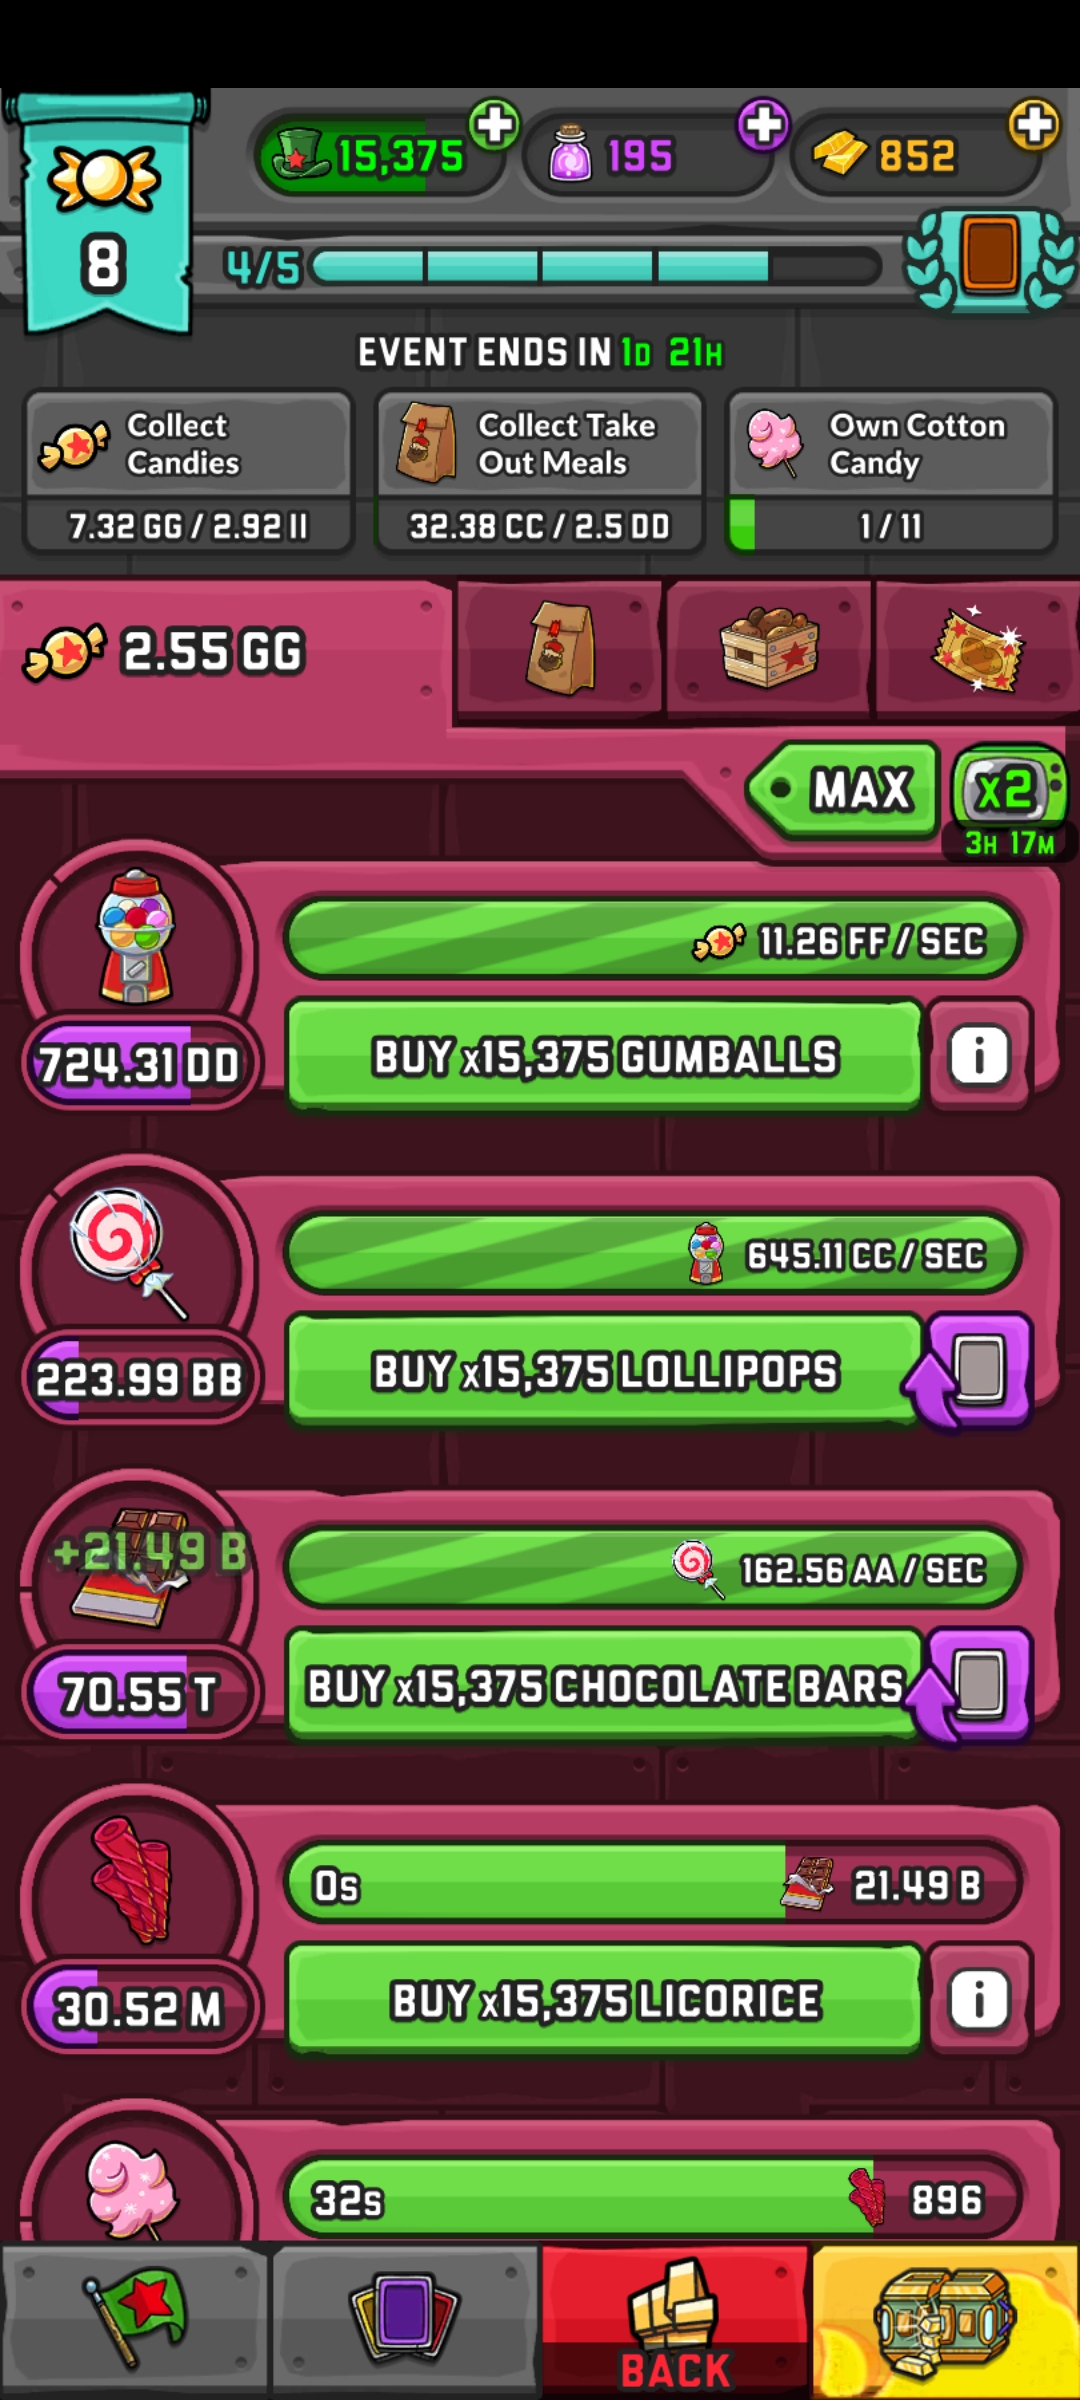 15,375
195
852
8
4/5
EVENT ENDS IN 1D 21H
Collect
Candies
7.32 GG / 2.92 II
Collect Take
Out Meals
32.38 CC / 2.5 DD
Own Cotton
Candy
1 / 11
2.55 GG
MAX
x2
3H 17M
11.26 FF / SEC
724.31 DD
BUY x15,375 GUMBALLS
i
645.11 CC / SEC
223.99 BB
BUY x15,375 LOLLIPOPS
+21.49 B
162.56 AA / SEC
70.55 T
BUY x15,375 CHOCOLATE BARS
0s
21.49 B
30.52 M
BUY x15,375 LICORICE
i
32s
896
BACK